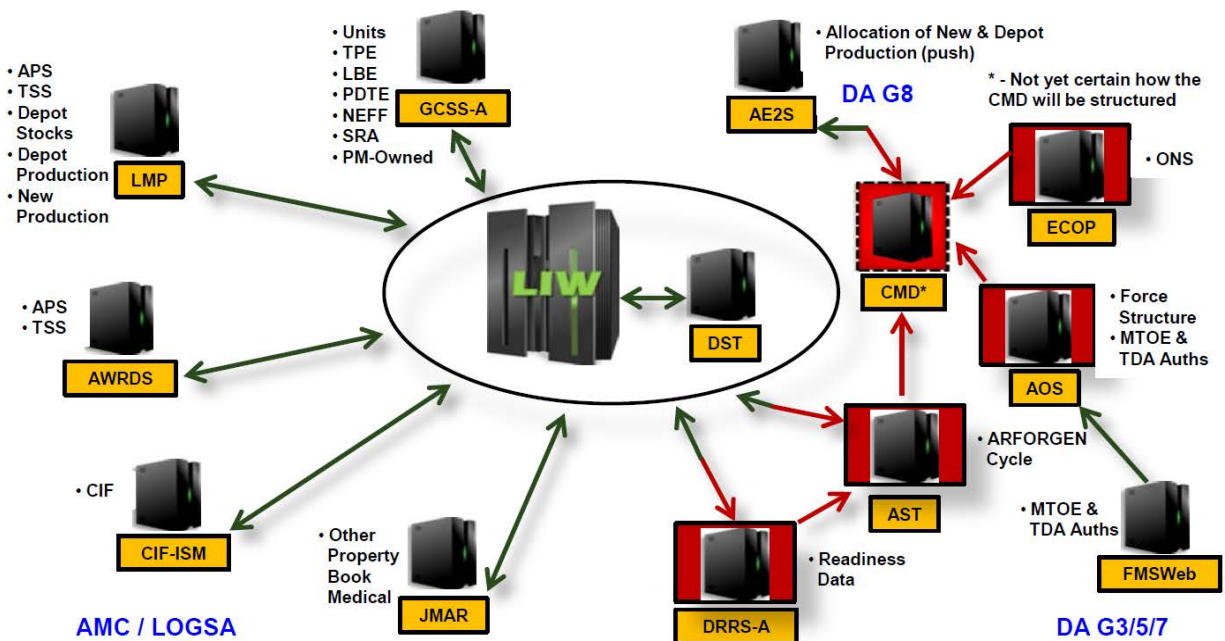 • APS
• TSS
• Depot
Stocks
• Depot
Production
• New
Production
LMP
• Units
• TPE
• LBE
• PDTE
• NEFF
• SRA
• PM-Owned
GCSS-A
• Allocation of New & Depot
Production (push)
DA G8
AE2S
* - Not yet certain how the
CMD will be structured
• ONS
ECOP
LIW
DST
CMD*
• APS
• TSS
AWRDS
• Force
Structure
• MTOE &
TDA Auths
AOS
• ARFORGEN
Cycle
AST
• CIF
CIF-ISM
• Other
Property
Book
Medical
JMAR
• Readiness
Data
DRRS-A
• MTOE &
TDA Auths
FMSWeb
AMC / LOGSA
DA G3/5/7